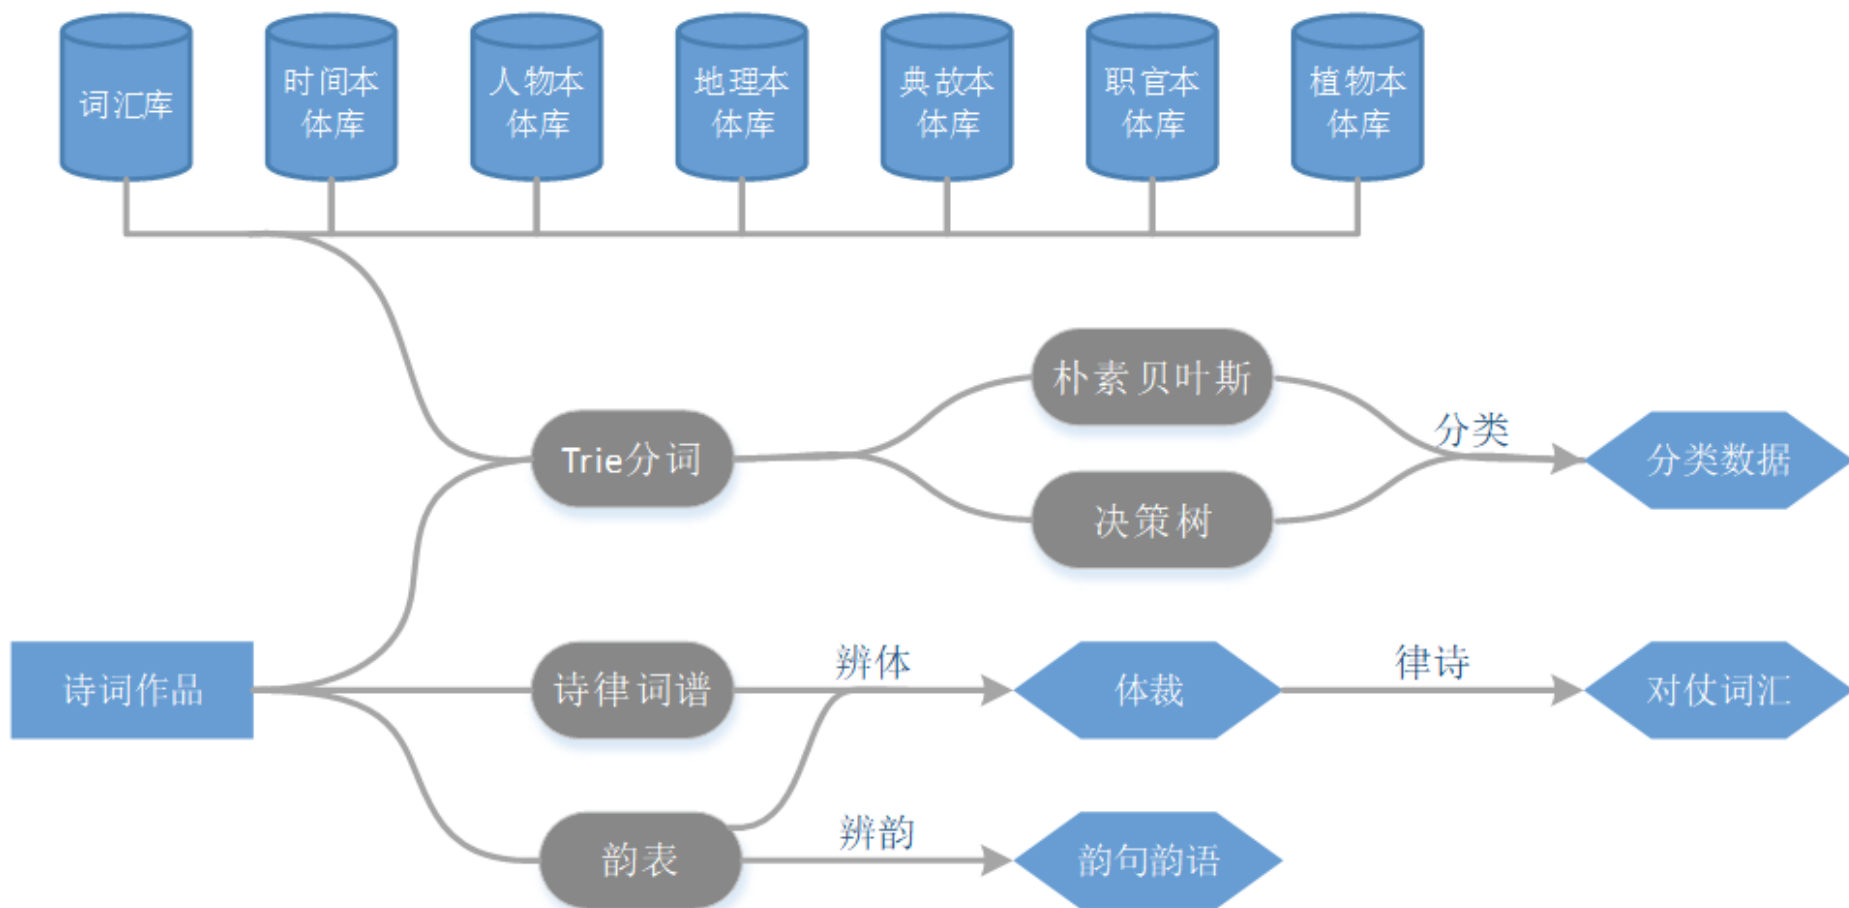 词汇库
时间本
体库
人物本
体库
地理本
体库
典故本
体库
职官本
体库
植物本
体库
朴素贝叶斯
Trie分词
分类
分类数据
决策树
诗词作品
诗律词谱
辨体
体裁
律诗
对仗词汇
韵表
辨韵
韵句韵语